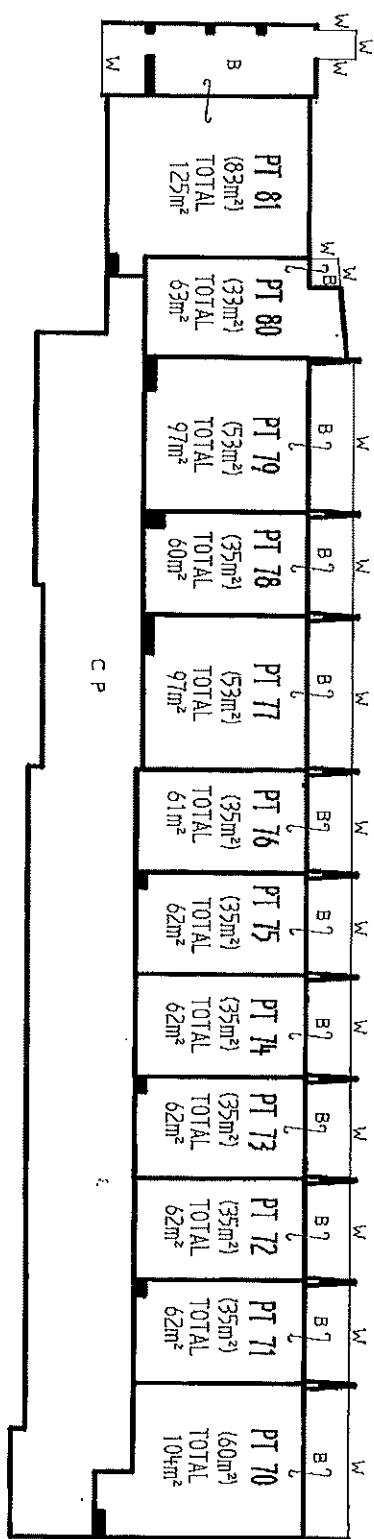 W
W
W
B
W
PT 81
(83m²)
TOTAL
125m²
W
W
B
PT 80
(33m²)
TOTAL
63m²
W
B
PT 79
(53m²)
TOTAL
97m²
W
B
PT 78
(35m²)
TOTAL
60m²
W
B
PT 77
(53m²)
TOTAL
97m²
C P
W
B
PT 76
(35m²)
TOTAL
61m²
W
B
PT 75
(35m²)
TOTAL
62m²
W
B
PT 74
(35m²)
TOTAL
62m²
W
B
PT 73
(35m²)
TOTAL
62m²
W
B
PT 72
(35m²)
TOTAL
62m²
W
B
PT 71
(35m²)
TOTAL
62m²
W
B
PT 70
(60m²)
TOTAL
104m²